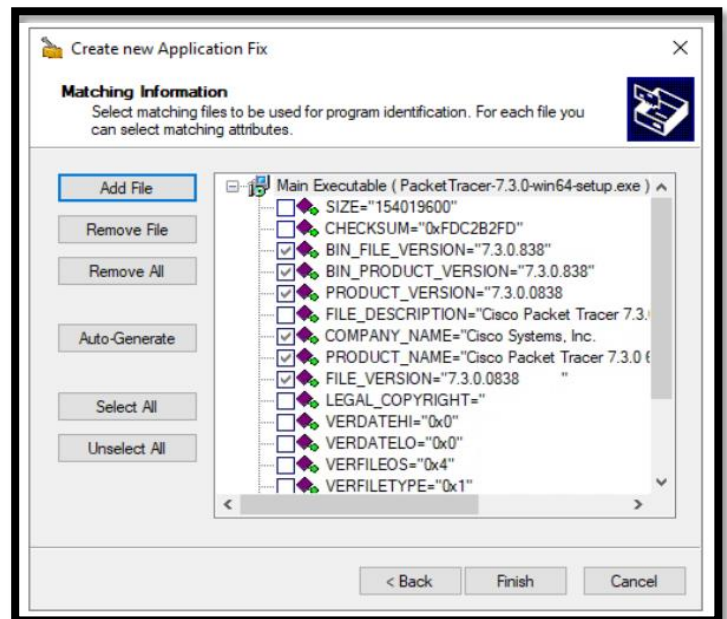 Create new Application Fix
Matching Information
Select matching files to be used for program identification. For each file you
can select matching attributes.
Add File
Remove File
Remove All
Auto-Generate
Select All
Unselect All
Main Executable ( PacketTracer-7.3.0-win64-setup.exe )
SIZE="154019600"
CHECKSUM="0xFDC2B2FD"
BIN_FILE_VERSION="7.3.0.838"
BIN_PRODUCT_VERSION="7.3.0.838"
PRODUCT_VERSION="7.3.0.0838
FILE_DESCRIPTION="Cisco Packet Tracer 7.3.
COMPANY_NAME="Cisco Systems, Inc.
PRODUCT_NAME="Cisco Packet Tracer 7.3.0 6
FILE_VERSION="7.3.0.0838 "
LEGAL_COPYRIGHT="
VERDATEHI="0x0"
VERDATELO="0x0"
VERFILEOS="0x4"
VERFILETYPE="0x1"
< Back
Finish
Cancel